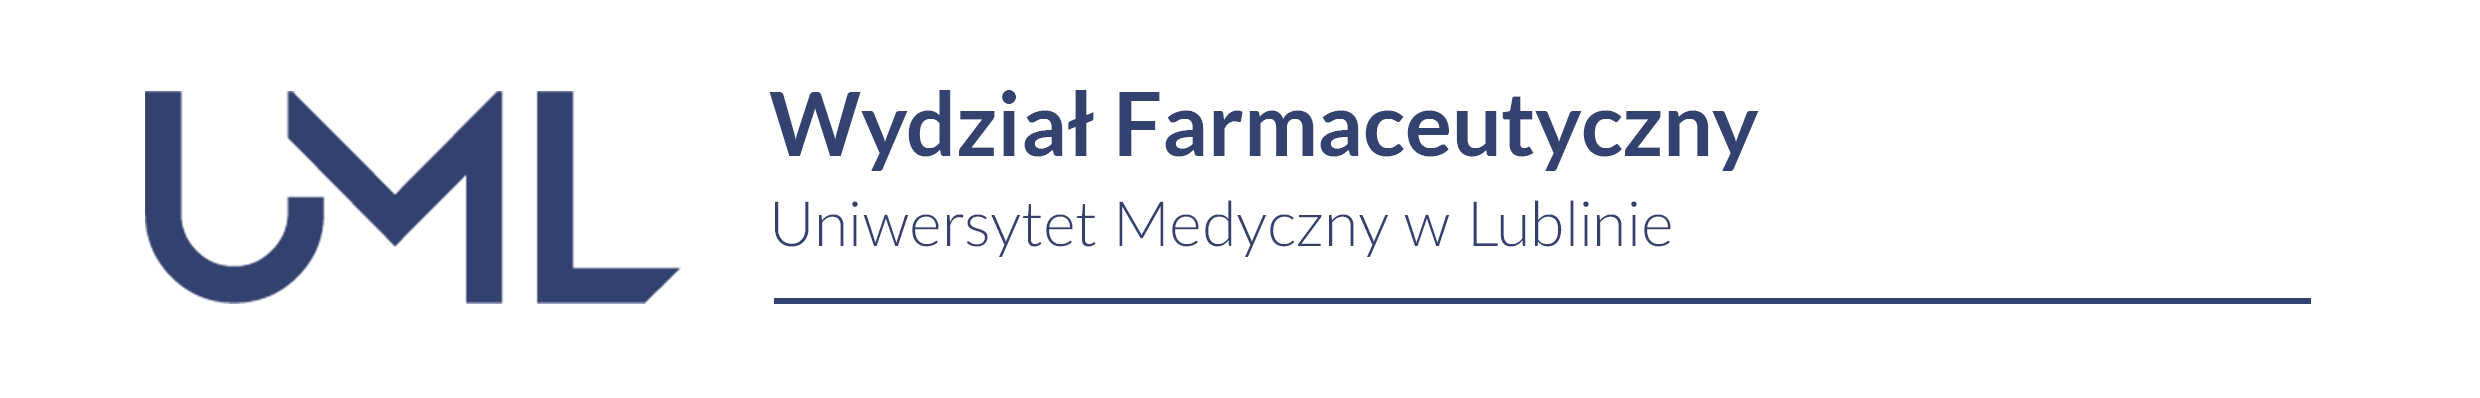 UML
Wydział Farmaceutyczny
Uniwersytet Medyczny w Lublinie